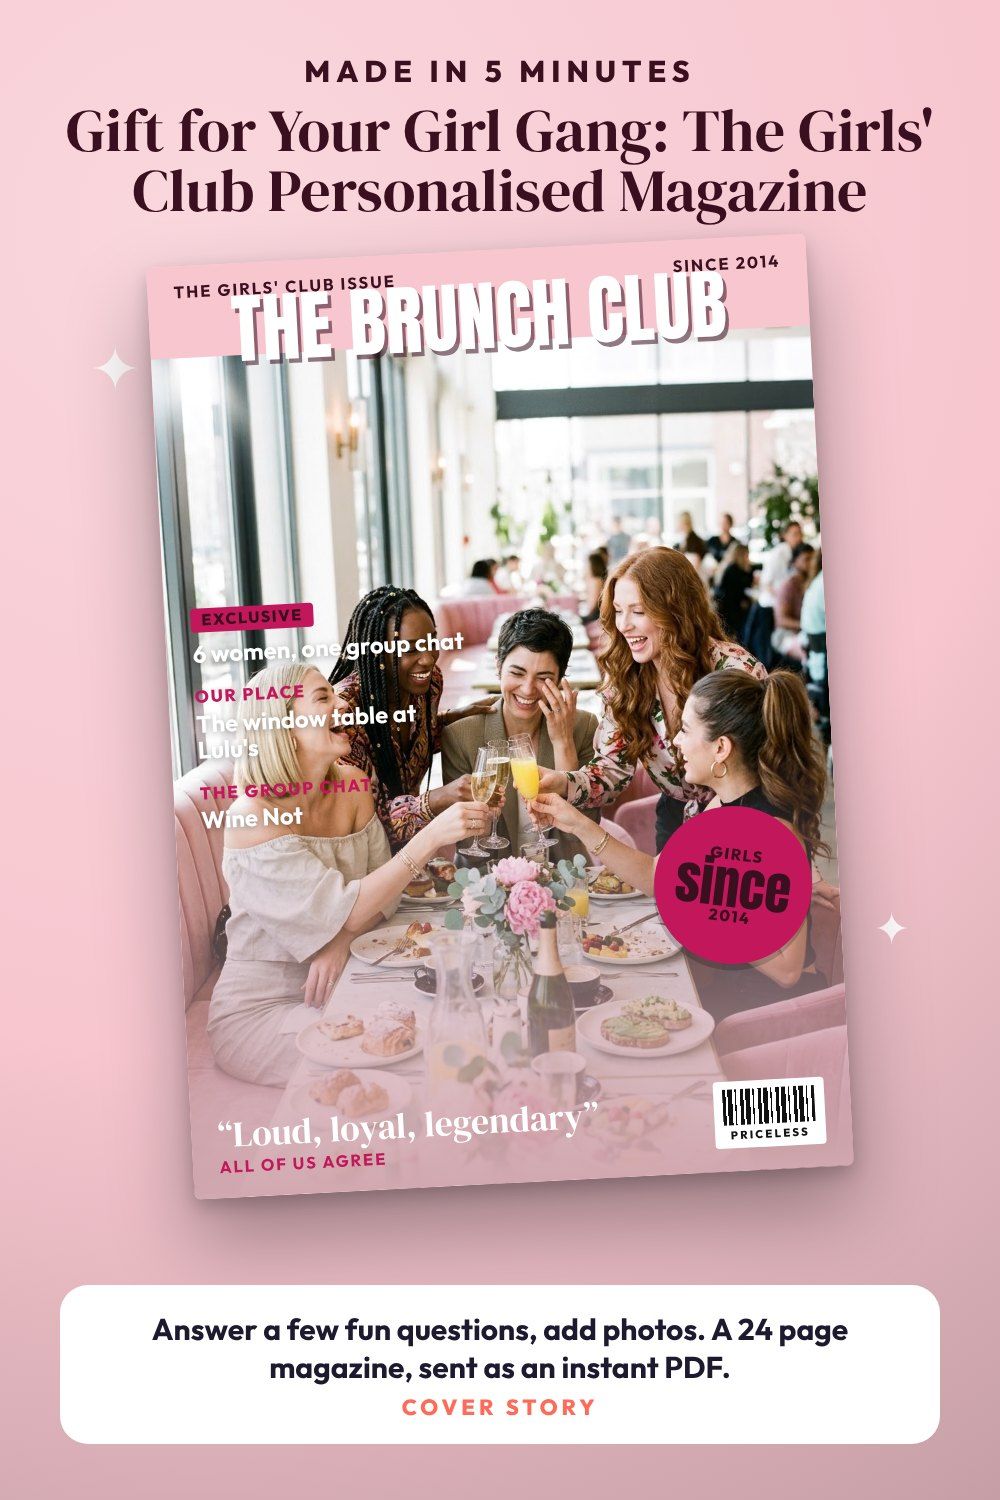 MADE IN 5 MINUTES
Gift for Your Girl Gang: The Girls'
Club Personalised Magazine
THE GIRLS' CLUB ISSUE
SINCE 2014
THE BRUNCH CLUB
EXCLUSIVE
6 women, one group chat
OUR PLACE
The window table at
Lulu's
THE GROUP CHAT
Wine Not
GIRLS
since
2014
“Loud, loyal, legendary”
ALL OF US AGREE
PRICELESS
Answer a few fun questions, add photos. A 24 page
magazine, sent as an instant PDF.
COVER STORY